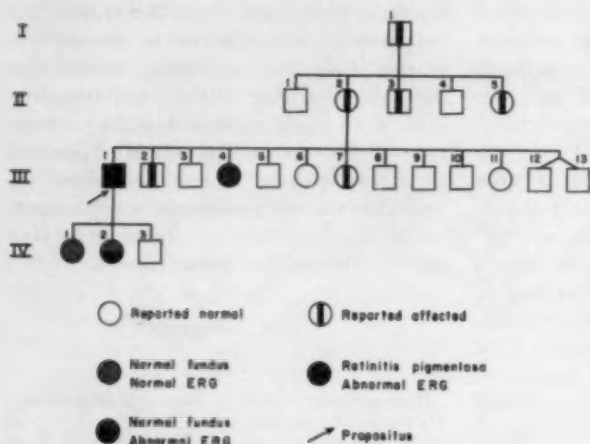 I
1
1 2 3 4 5
II
1 2 3 4 5 6 7 8 9 10 11 12 13
III
1 2 3
IV
Reported normal
Reported affected
Normal fundus
Normal ERG
Retinitis pigmentosa
Abnormal ERG
Normal fundus
Abnormal ERG
Propositus